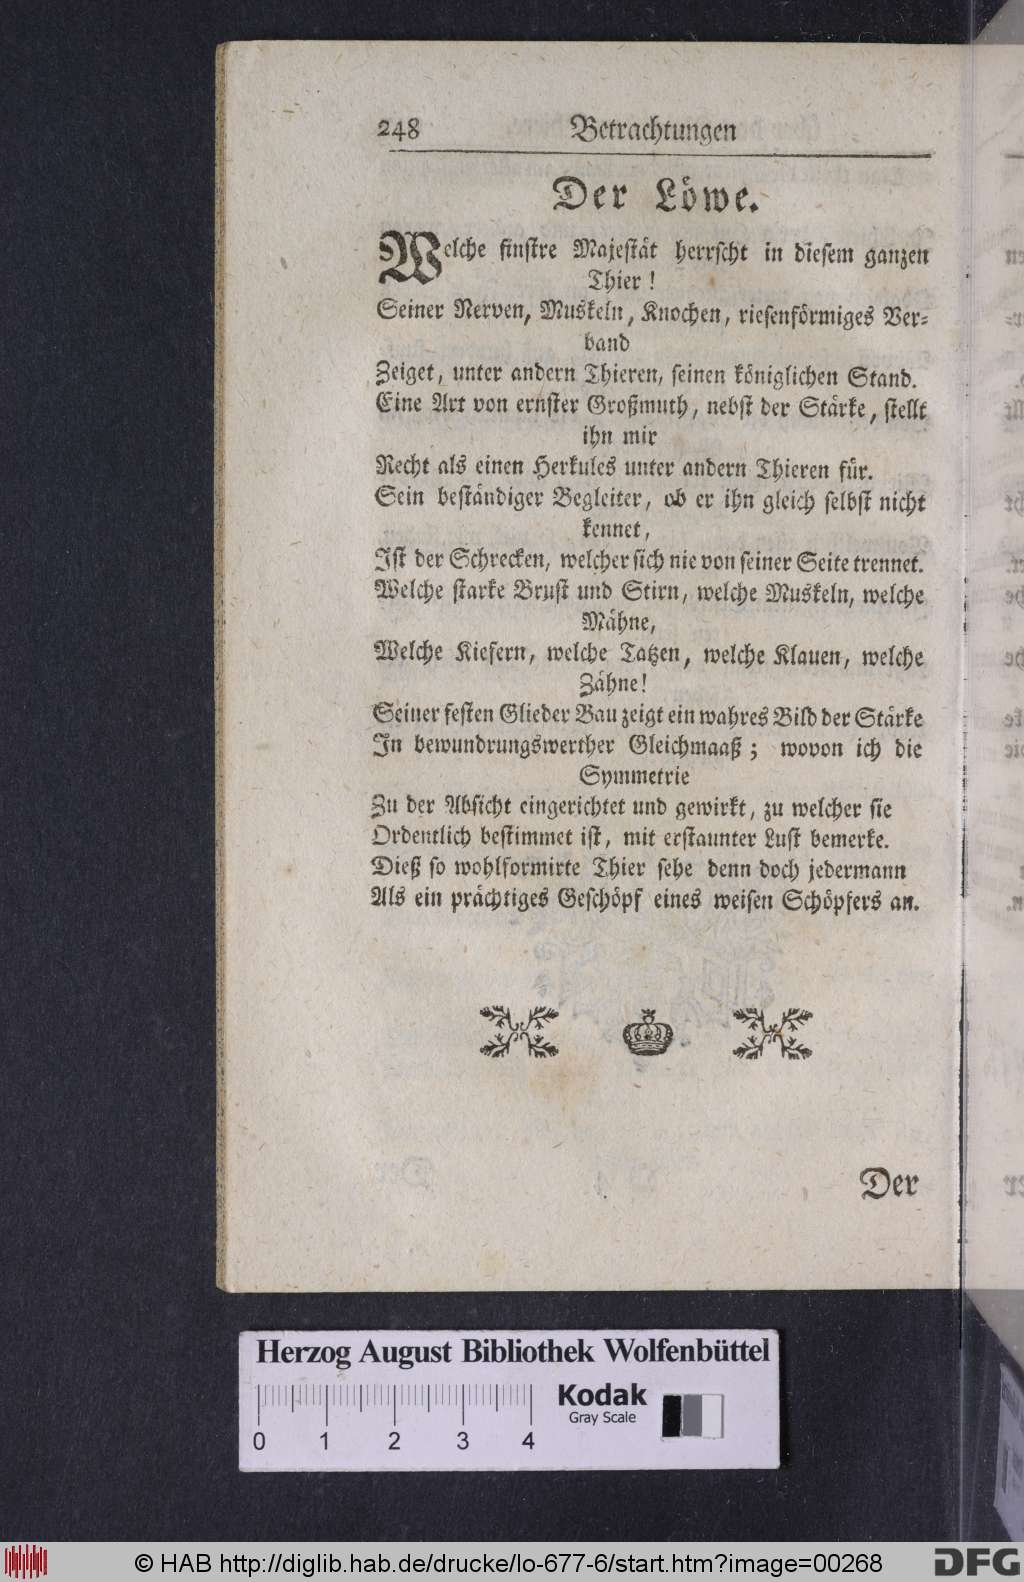 248 Betrachtungen
Der Löwe.
Welche finstre Majestät herrscht in diesem ganzen
Thier!
Seiner Nerven, Muskeln, Knochen, riesenförmiges Ver=
band
Zeiget, unter andern Thieren, seinen königlichen Stand.
Eine Art von ernster Großmuth, nebst der Stärke, stellt
ihn mir
Recht als einen Herkules unter andern Thieren für.
Sein beständiger Begleiter, ob er ihn gleich selbst nicht
kennet,
Ist der Schrecken, welcher sich nie von seiner Seite trennet.
Welche starke Brust und Stirn, welche Muskeln, welche
Mähne,
Welche Kiefern, welche Tatzen, welche Klauen, welche
Zähne!
Seiner festen Glieder Bau zeigt ein wahres Bild der Stärke
In bewundrungswerther Gleichmaaß; wovon ich die
Symmetrie
Zu der Absicht eingerichtet und gewirkt, zu welcher sie
Ordentlich bestimmet ist, mit erstaunter Lust bemerke.
Dieß so wohlformirte Thier sehe denn doch jedermann
Als ein prächtiges Geschöpf eines weisen Schöpfers an.
Der
Herzog August Bibliothek Wolfenbüttel
Kodak
Gray Scale
0 1 2 3 4
© HAB http://diglib.hab.de/drucke/lo-677-6/start.htm?image=00268
DFG